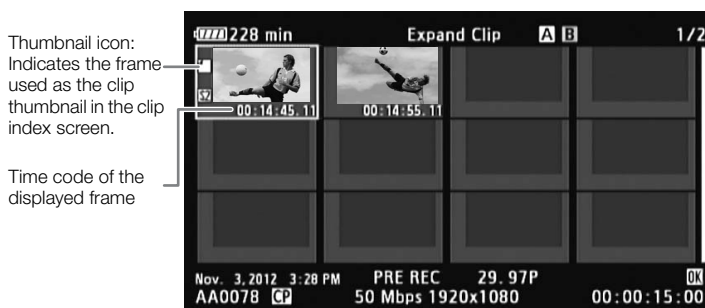 Thumbnail icon:
Indicates the frame
used as the clip
thumbnail in the clip
index screen.
Time code of the
displayed frame
228 min Expand Clip A B 1/2
S2
00:14:45. 11 00:14:55. 11
Nov. 3,2012 3:28 PM PRE REC 29. 97P OK
AA0078 CP 50 Mbps 1920x1080 00:00:15:00